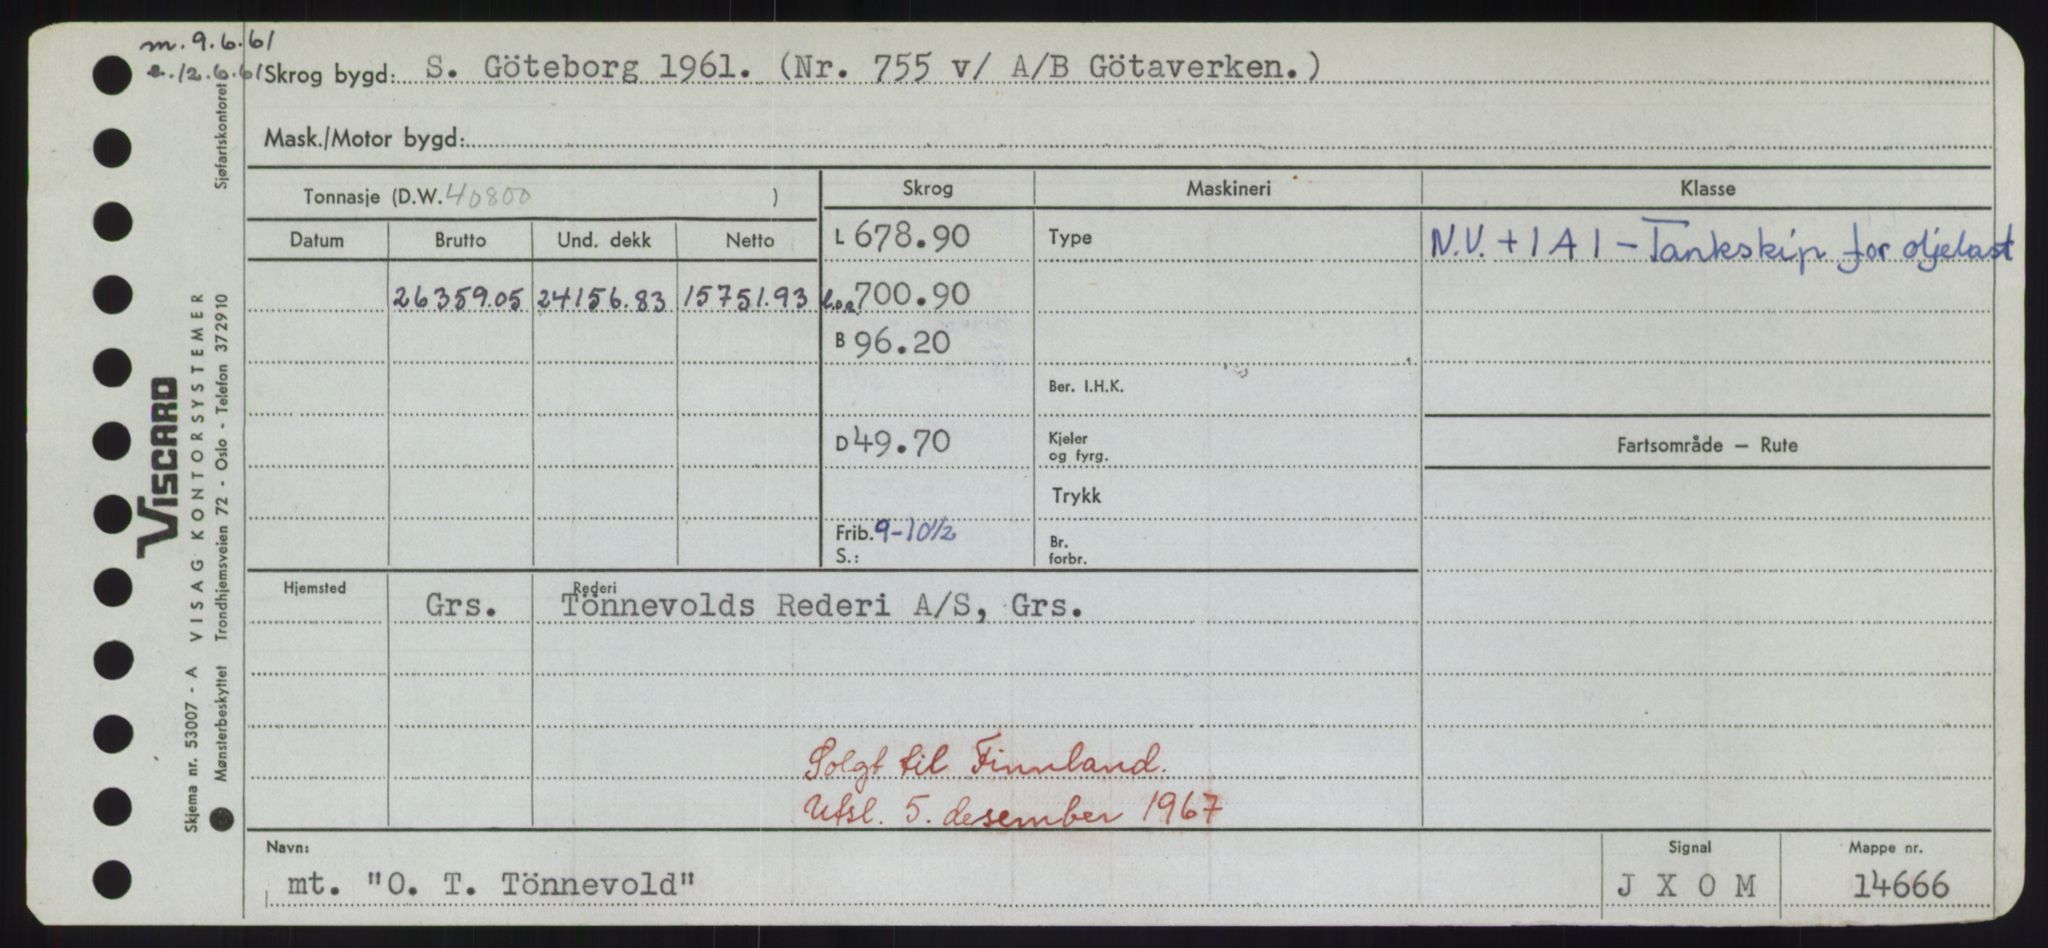 m. 9.6.61
e. 12.6.61
Skrog bygd: S. Göteborg 1961. (Nr. 755 v/ A/B Götaverken.)
Mask./Motor bygd:
Tonnasje (D.W. 40800 )
Skrog Maskineri Klasse
Datum Brutto Und. dekk Netto
L 678.90 Type N.V. + 1 A 1 - Tankskip for oljelast
26359.05 24156.83 15751.93 l.o.a. 700.90
B 96.20
Ber. I.H.K.
D 49.70 Kjeler og fyrg. Fartsområde — Rute
Trykk
Frib. 9-10½
S.:
Br. forbr.
Hjemsted Rederi
Grs. Tönnevolds Rederi A/S, Grs.
Solgt til Finnland.
Utsl. 5. desember 1967
Navn: Signal Mappe nr.
mt. "O. T. Tönnevold" J X O M 14666
VISCARD
Skjema nr. 53007 - A VISAG KONTORSYSTEMER
Mønsterbeskyttet Trondhjemsveien 72 - Oslo - Telefon 372910 Sjøfartskontoret